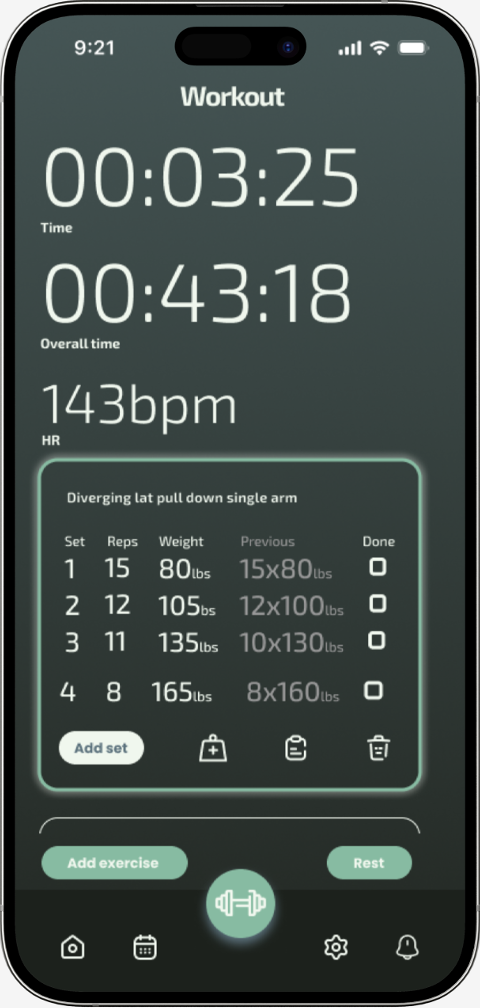 9:21
Workout
00:03:25
Time
00:43:18
Overall time
143bpm
HR
Diverging lat pull down single arm
Set Reps Weight Previous Done
1 15 80lbs 15x80lbs
2 12 105bs 12x100lbs
3 11 135lbs 10x130lbs
4 8 165lbs 8x160lbs
Add set
Add exercise Rest